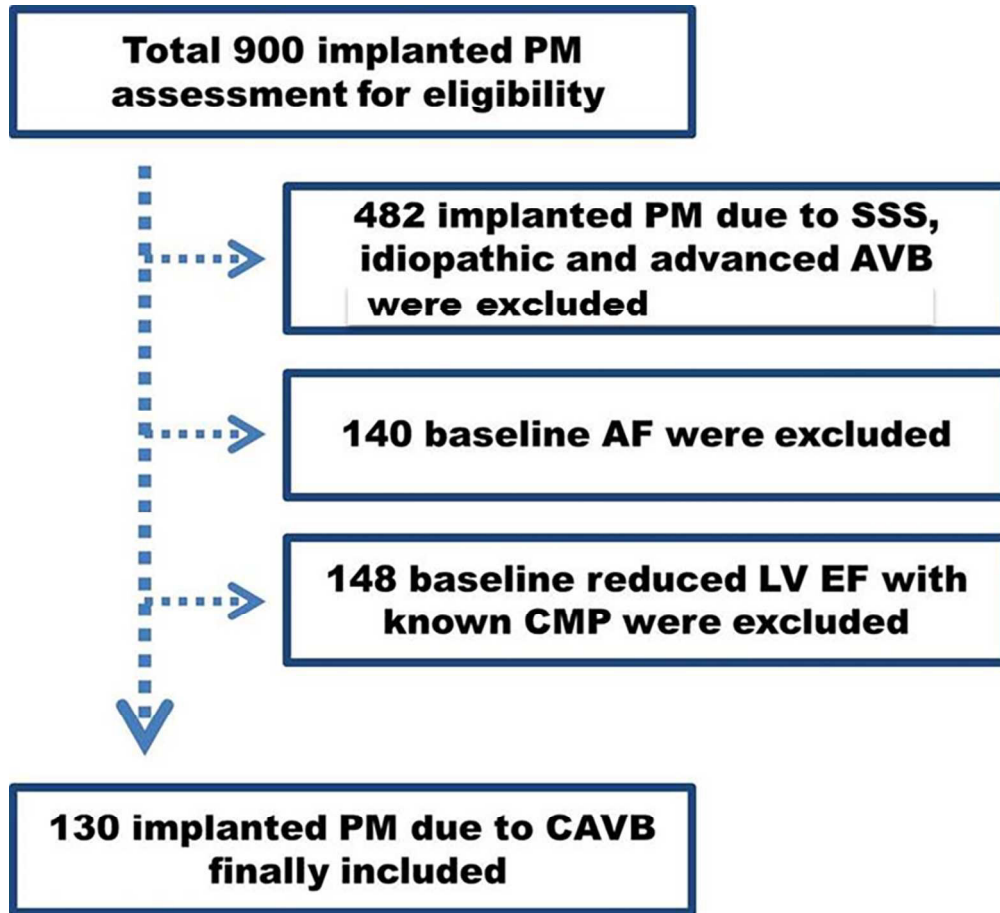 Total 900 implanted PM
assessment for eligibility
482 implanted PM due to SSS,
idiopathic and advanced AVB
were excluded
140 baseline AF were excluded
148 baseline reduced LV EF with
known CMP were excluded
130 implanted PM due to CAVB
finally included